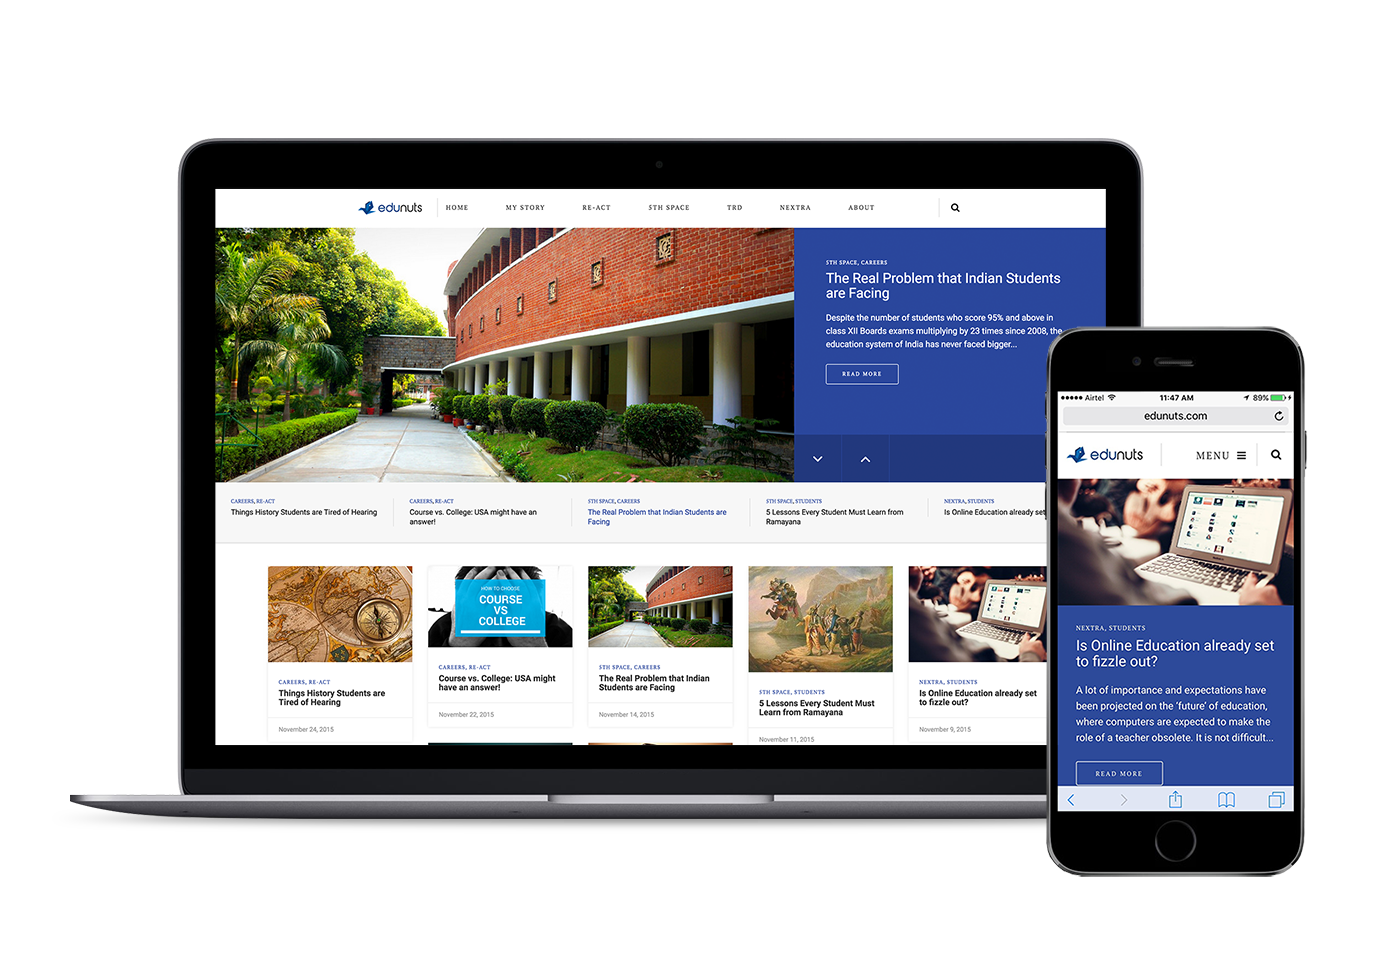 edunuts
HOME
MY STORY
RE-ACT
5TH SPACE
TRD
NEXTRA
ABOUT
5TH SPACE, CAREERS
The Real Problem that Indian Students
are Facing
Despite the number of students who score 95% and above in
class XII Boards exams multiplying by 23 times since 2008, the
education system of India has never faced bigger...
READ MORE
CAREERS, RE-ACT
Things History Students are Tired of Hearing
CAREERS, RE-ACT
Course vs. College: USA might have an
answer!
5TH SPACE, CAREERS
The Real Problem that Indian Students are
Facing
5TH SPACE, STUDENTS
5 Lessons Every Student Must Learn from
Ramayana
NEXTRA, STUDENTS
Is Online Education already set
CAREERS, RE-ACT
Things History Students are
Tired of Hearing
November 24, 2015
HOW TO CHOOSE
COURSE
VS
COLLEGE
CAREERS, RE-ACT
Course vs. College: USA might
have an answer!
November 22, 2015
5TH SPACE, CAREERS
The Real Problem that Indian
Students are Facing
November 14, 2015
5TH SPACE, STUDENTS
5 Lessons Every Student Must
Learn from Ramayana
November 11, 2015
NEXTRA, STUDENTS
Is Online Education already set
to fizzle out?
November 9, 2015
Airtel
11:47 AM
89%
edunuts.com
edunuts
MENU
NEXTRA, STUDENTS
Is Online Education already set
to fizzle out?
A lot of importance and expectations have
been projected on the ‘future’ of education,
where computers are expected to make the
role of a teacher obsolete. It is not difficult...
READ MORE